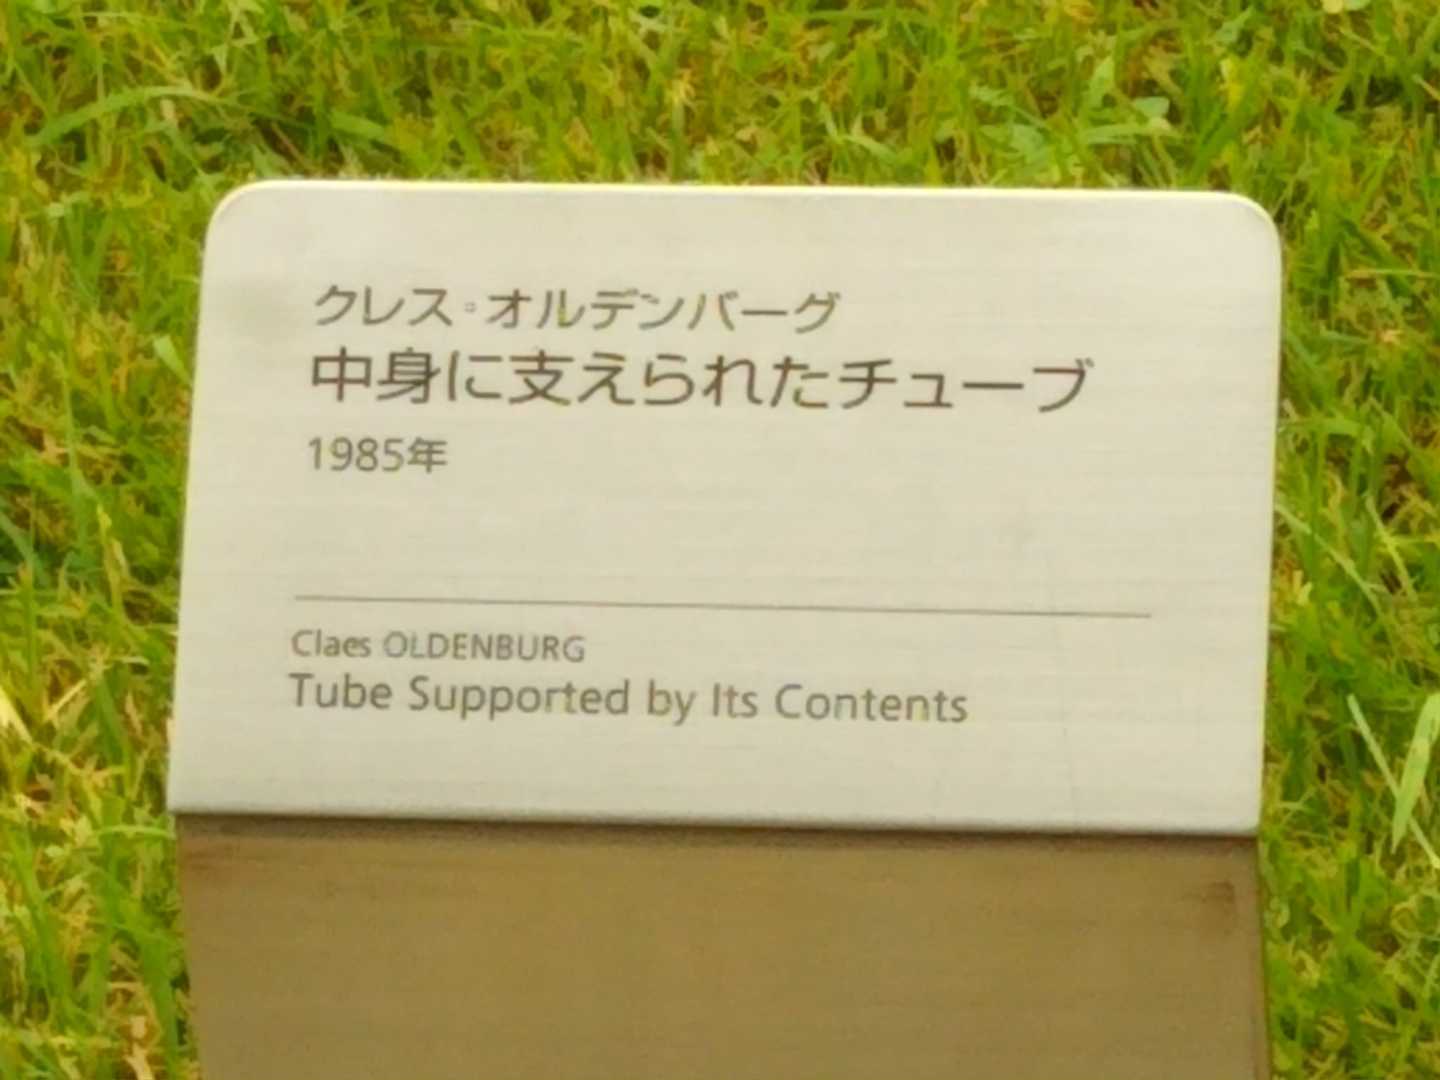 クレス・オルデンバーグ
中身に支えられたチューブ
1985年
Claes OLDENBURG
Tube Supported by Its Contents